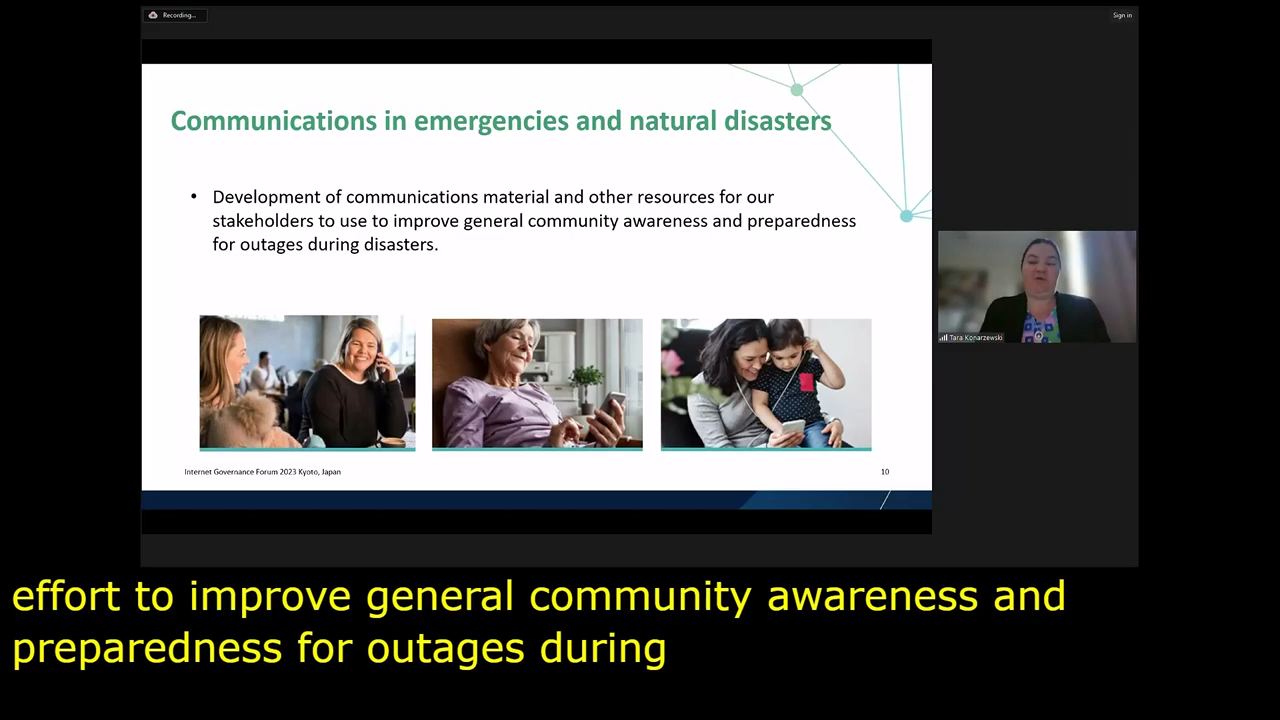 Recording...
Sign in
Communications in emergencies and natural disasters
• Development of communications material and other resources for our
stakeholders to use to improve general community awareness and preparedness
for outages during disasters.
Tara Konarzewski
Internet Governance Forum 2023 Kyoto, Japan
10
effort to improve general community awareness and
preparedness for outages during